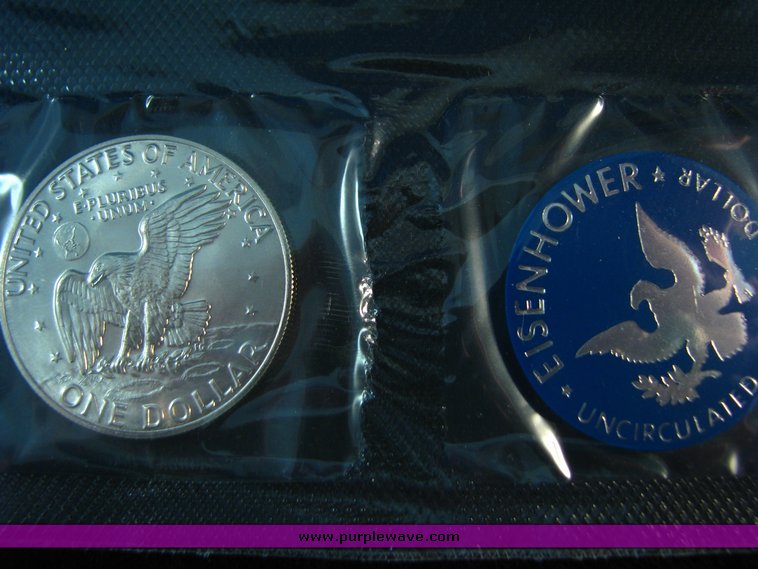 UNITED STATES OF AMERICA
E·PLURIBUS
·UNUM·
ONE DOLLAR
EISENHOWER
DOLLAR
UNCIRCULATED
www.purplewave.com